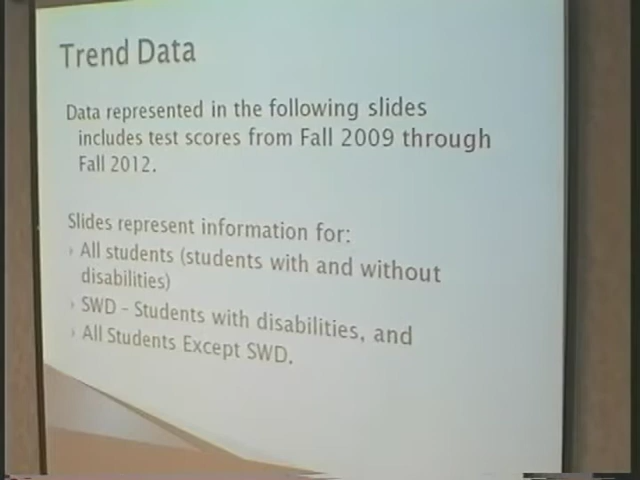 Trend Data
Data represented in the following slides
includes test scores from Fall 2009 through
Fall 2012.
Slides represent information for:
› All students (students with and without
disabilities)
› SWD – Students with disabilities, and
› All Students Except SWD.